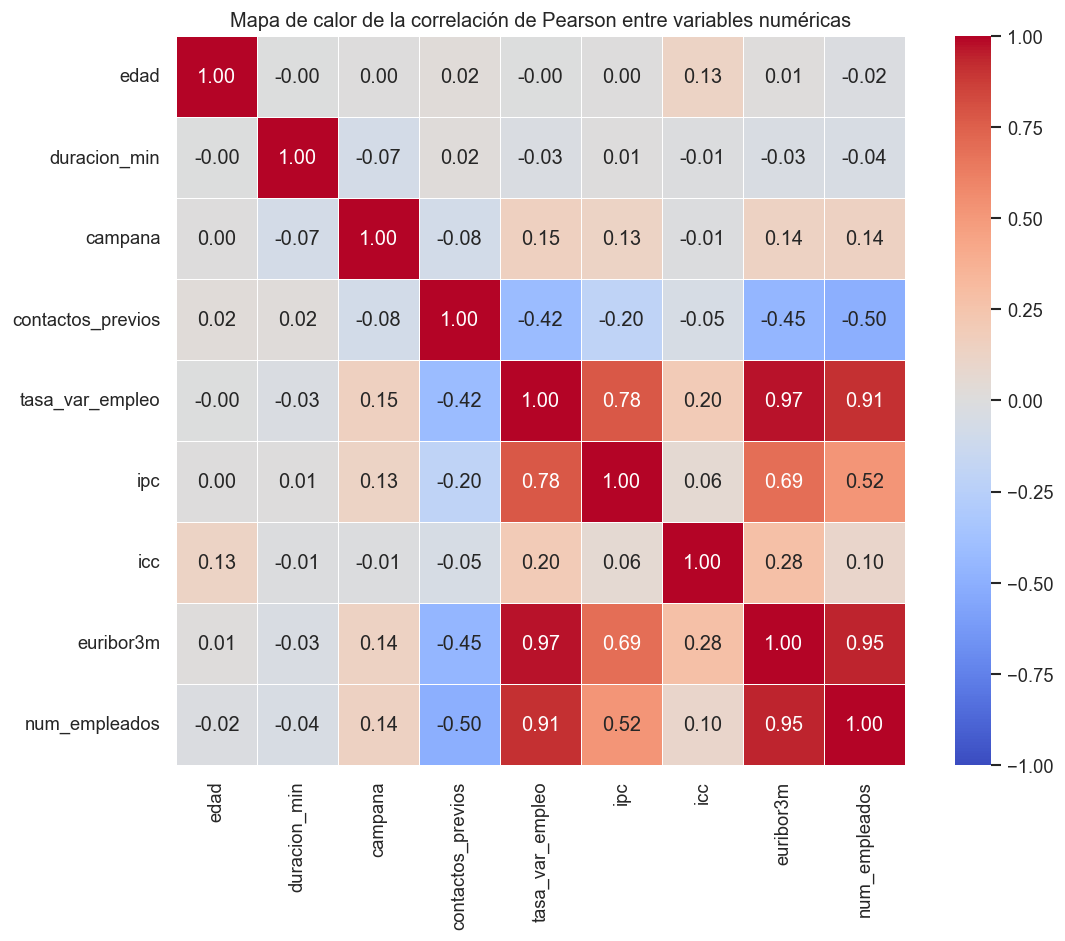 Mapa de calor de la correlación de Pearson entre variables numéricas
edad 1.00 -0.00 0.00 0.02 -0.00 0.00 0.13 0.01 -0.02
duracion_min -0.00 1.00 -0.07 0.02 -0.03 0.01 -0.01 -0.03 -0.04
campana 0.00 -0.07 1.00 -0.08 0.15 0.13 -0.01 0.14 0.14
contactos_previos 0.02 0.02 -0.08 1.00 -0.42 -0.20 -0.05 -0.45 -0.50
tasa_var_empleo -0.00 -0.03 0.15 -0.42 1.00 0.78 0.20 0.97 0.91
ipc 0.00 0.01 0.13 -0.20 0.78 1.00 0.06 0.69 0.52
icc 0.13 -0.01 -0.01 -0.05 0.20 0.06 1.00 0.28 0.10
euribor3m 0.01 -0.03 0.14 -0.45 0.97 0.69 0.28 1.00 0.95
num_empleados -0.02 -0.04 0.14 -0.50 0.91 0.52 0.10 0.95 1.00
edad
duracion_min
campana
contactos_previos
tasa_var_empleo
ipc
icc
euribor3m
num_empleados
1.00
0.75
0.50
0.25
0.00
−0.25
−0.50
−0.75
−1.00